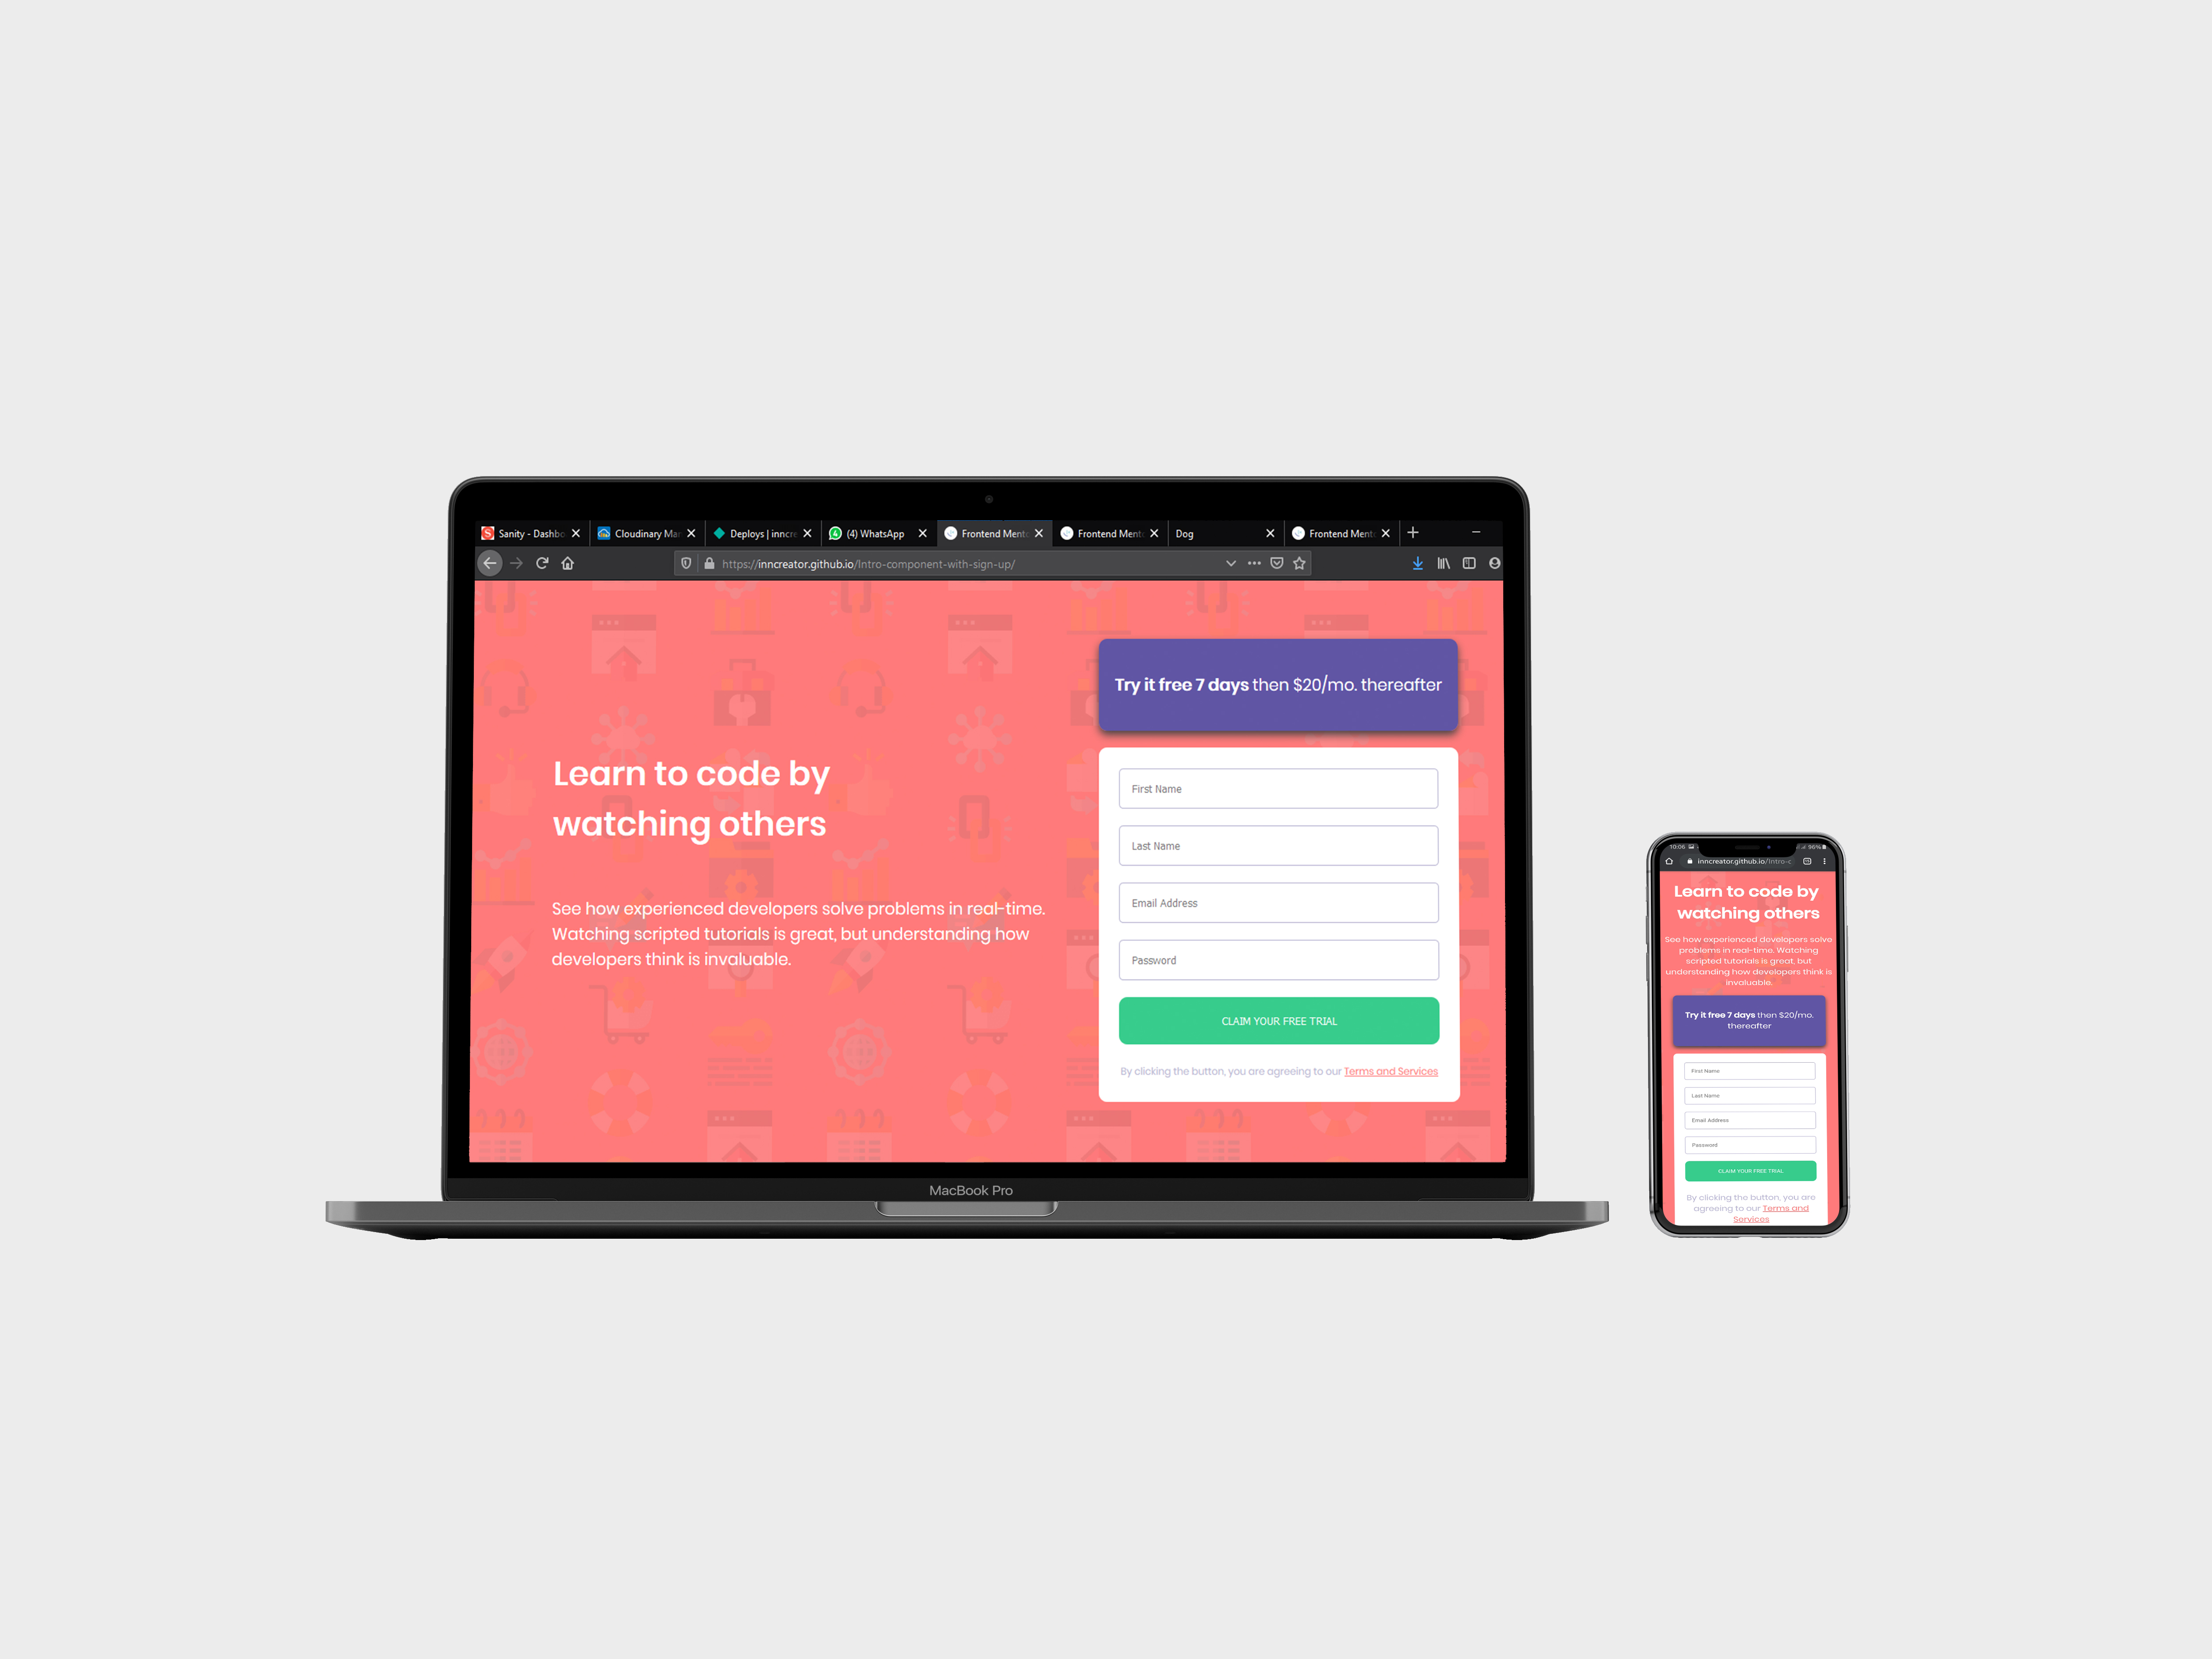 Sanity - Dashbo
Cloudinary Mar
Deploys | inncre
(4) WhatsApp
Frontend Mento
Frontend Mento
Dog
Frontend Mento
https://inncreator.github.io/Intro-component-with-sign-up/
Learn to code by
watching others
See how experienced developers solve problems in real-time.
Watching scripted tutorials is great, but understanding how
developers think is invaluable.
Try it free 7 days then $20/mo. thereafter
First Name
Last Name
Email Address
Password
CLAIM YOUR FREE TRIAL
By clicking the button, you are agreeing to our Terms and Services
MacBook Pro
10:06
96%
inncreator.github.io/Intro-c
Learn to code by
watching others
See how experienced developers solve
problems in real-time. Watching
scripted tutorials is great, but
understanding how developers think is
invaluable.
Try it free 7 days then $20/mo.
thereafter
First Name
Last Name
Email Address
Password
CLAIM YOUR FREE TRIAL
By clicking the button, you are
agreeing to our Terms and
Services